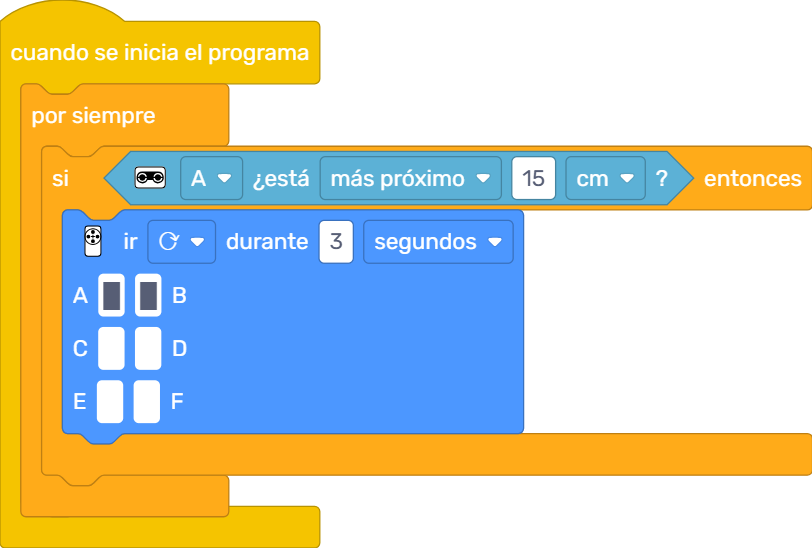 cuando se inicia el programa
por siempre
si A ¿está más próximo 15 cm ? entonces
ir durante 3 segundos
A B
C D
E F